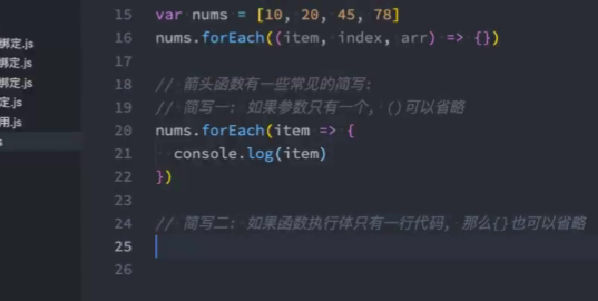 绑定.js
绑定.js
绑定.js
定.js
用.js
s
15 var nums = [10, 20, 45, 78]
16 nums.forEach((item, index, arr) => {})
17
18 // 箭头函数有一些常见的简写:
19 // 简写一: 如果参数只有一个, ()可以省略
20 nums.forEach(item => {
21 console.log(item)
22 })
23
24 // 简写二: 如果函数执行体只有一行代码, 那么{}也可以省略
25
26